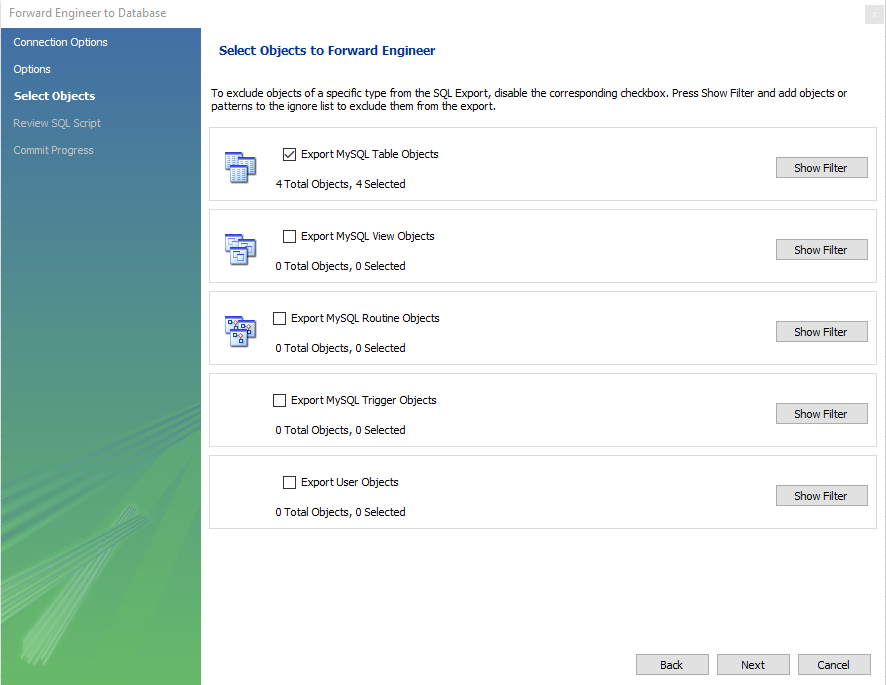 Forward Engineer to Database
Connection Options
Options
Select Objects
Review SQL Script
Commit Progress
Select Objects to Forward Engineer
To exclude objects of a specific type from the SQL Export, disable the corresponding checkbox. Press Show Filter and add objects or
patterns to the ignore list to exclude them from the export.
Export MySQL Table Objects
4 Total Objects, 4 Selected
Show Filter
Export MySQL View Objects
0 Total Objects, 0 Selected
Show Filter
Export MySQL Routine Objects
0 Total Objects, 0 Selected
Show Filter
Export MySQL Trigger Objects
0 Total Objects, 0 Selected
Show Filter
Export User Objects
0 Total Objects, 0 Selected
Show Filter
Back Next Cancel